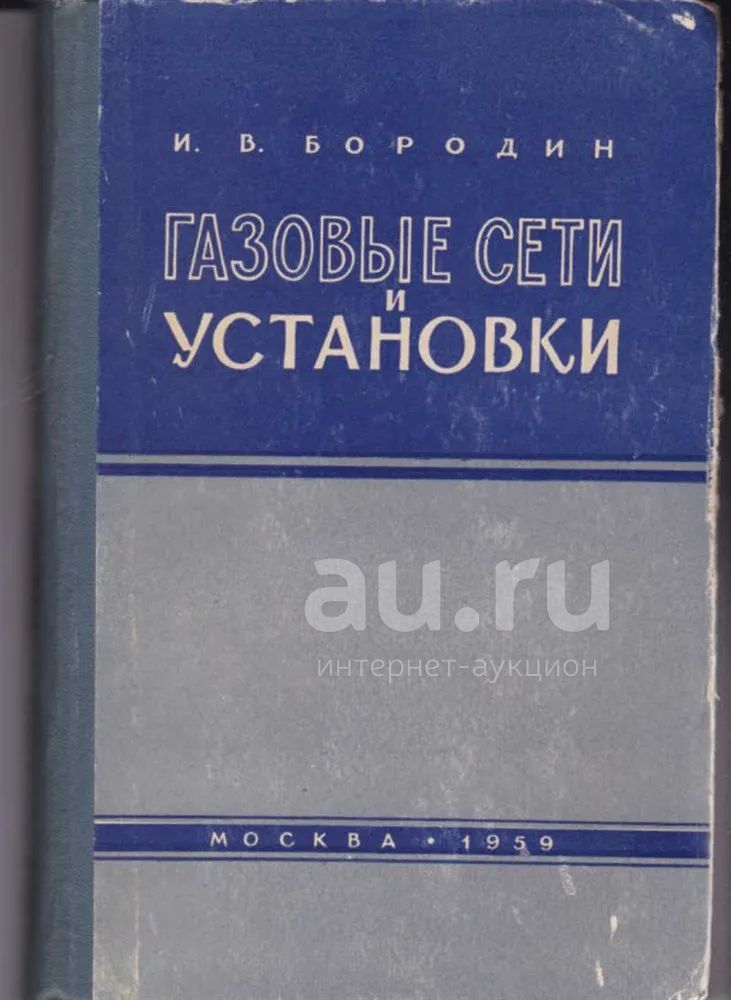 И. В. БОРОДИН
ГАЗОВЫЕ СЕТИ
И
УСТАНОВКИ
au.ru
интернет-аукцион
МОСКВА • 1959